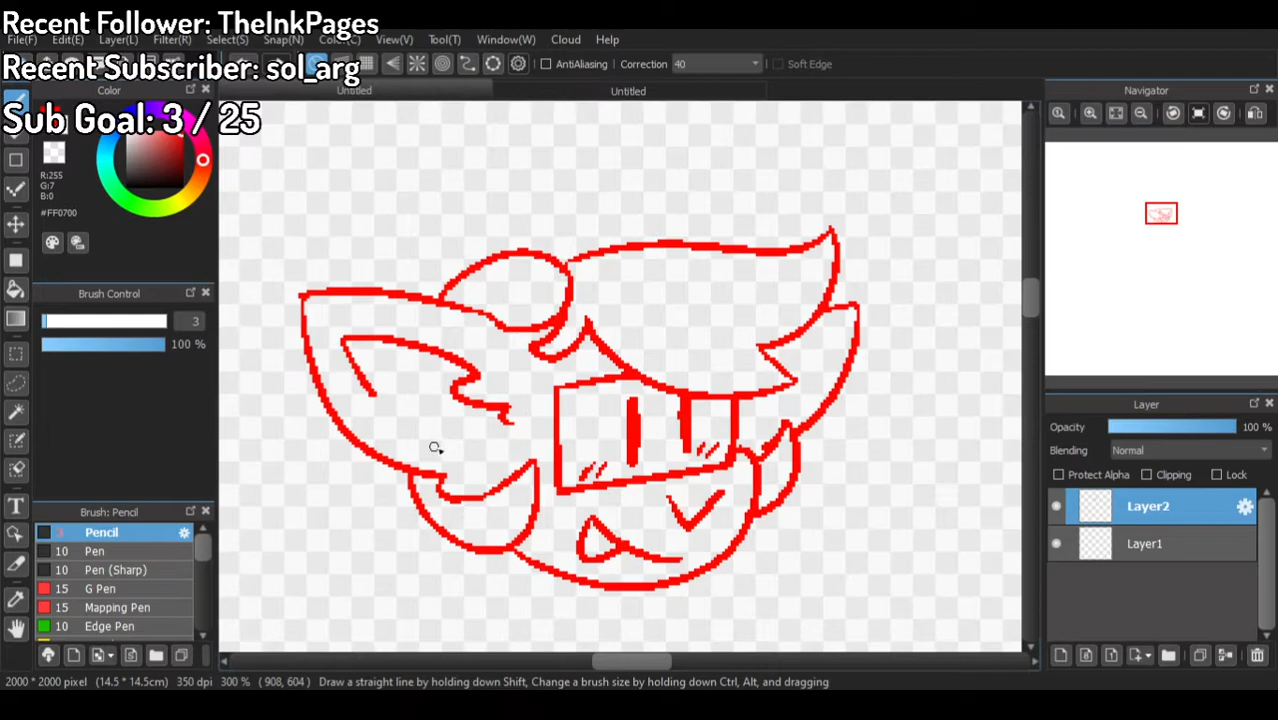 Recent Follower: TheInkPages
File(F) Edit(E) Layer(L) Filter(R) Select(S) Snap(N) Color(C) View(V) Tool(T) Window(W) Cloud Help
Recent Subscriber: sol_arg
AntiAliasing Correction 40 Soft Edge
Sub Goal: 3 / 25
Color
Untitled
Untitled
Navigator
R:255
G:7
B:0
#FF0700
Brush Control
3
100 %
Layer
Opacity 100 %
Blending Normal
Protect Alpha Clipping Lock
Layer2
Layer1
Brush: Pencil
3 Pencil
10 Pen
10 Pen (Sharp)
15 G Pen
15 Mapping Pen
10 Edge Pen
2000 * 2000 pixel (14.5 * 14.5cm) 350 dpi 300 % ( 908, 604 ) Draw a straight line by holding down Shift, Change a brush size by holding down Ctrl, Alt, and dragging